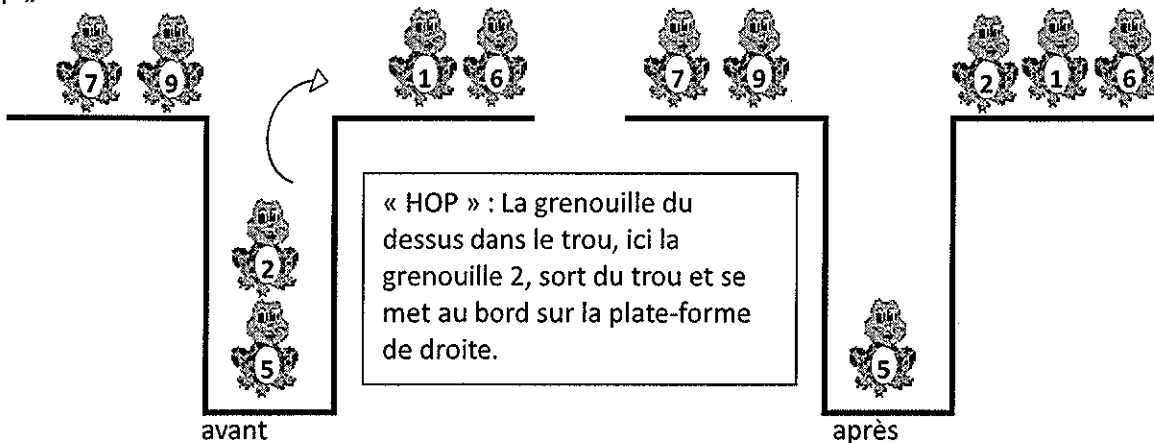 7 9 1 6 7 9 2 1 6
« HOP » : La grenouille du
dessus dans le trou, ici la
grenouille 2, sort du trou et se
met au bord sur la plate-forme
de droite.
2
5
5
avant après